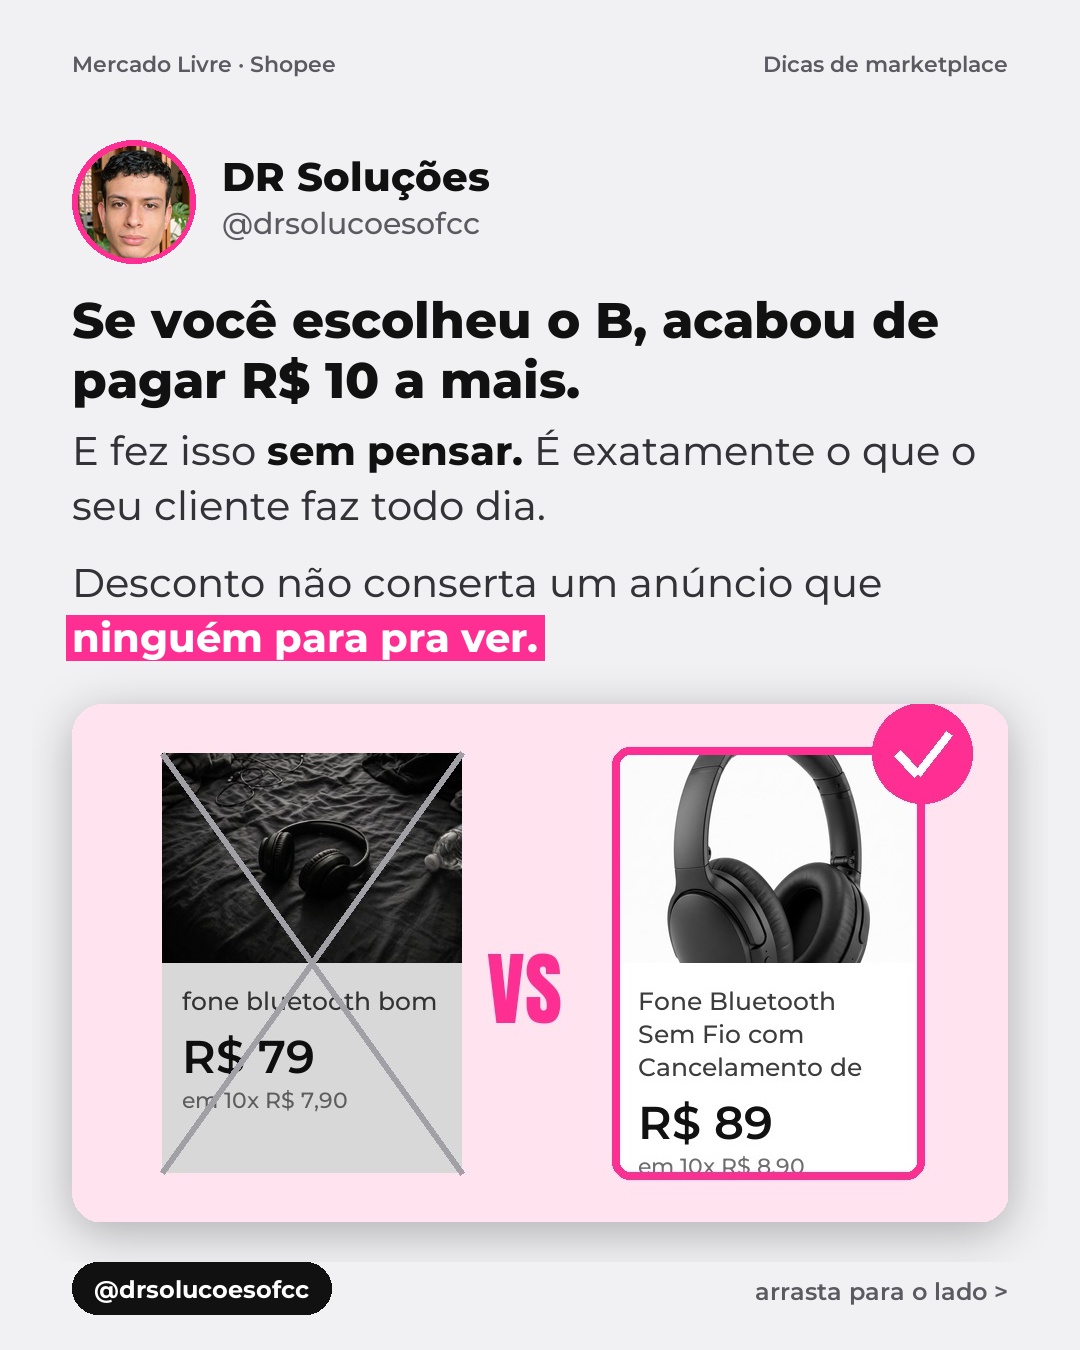 Mercado Livre · Shopee
Dicas de marketplace
DR Soluções
@drsolucoesofcc
Se você escolheu o B, acabou de
pagar R$ 10 a mais.
E fez isso sem pensar. É exatamente o que o
seu cliente faz todo dia.
Desconto não conserta um anúncio que
ninguém para pra ver.
fone bluetooth bom
R$ 79
em 10x R$ 7,90
VS
Fone Bluetooth
Sem Fio com
Cancelamento de
R$ 89
em 10x R$ 8,90
@drsolucoesofcc
arrasta para o lado >